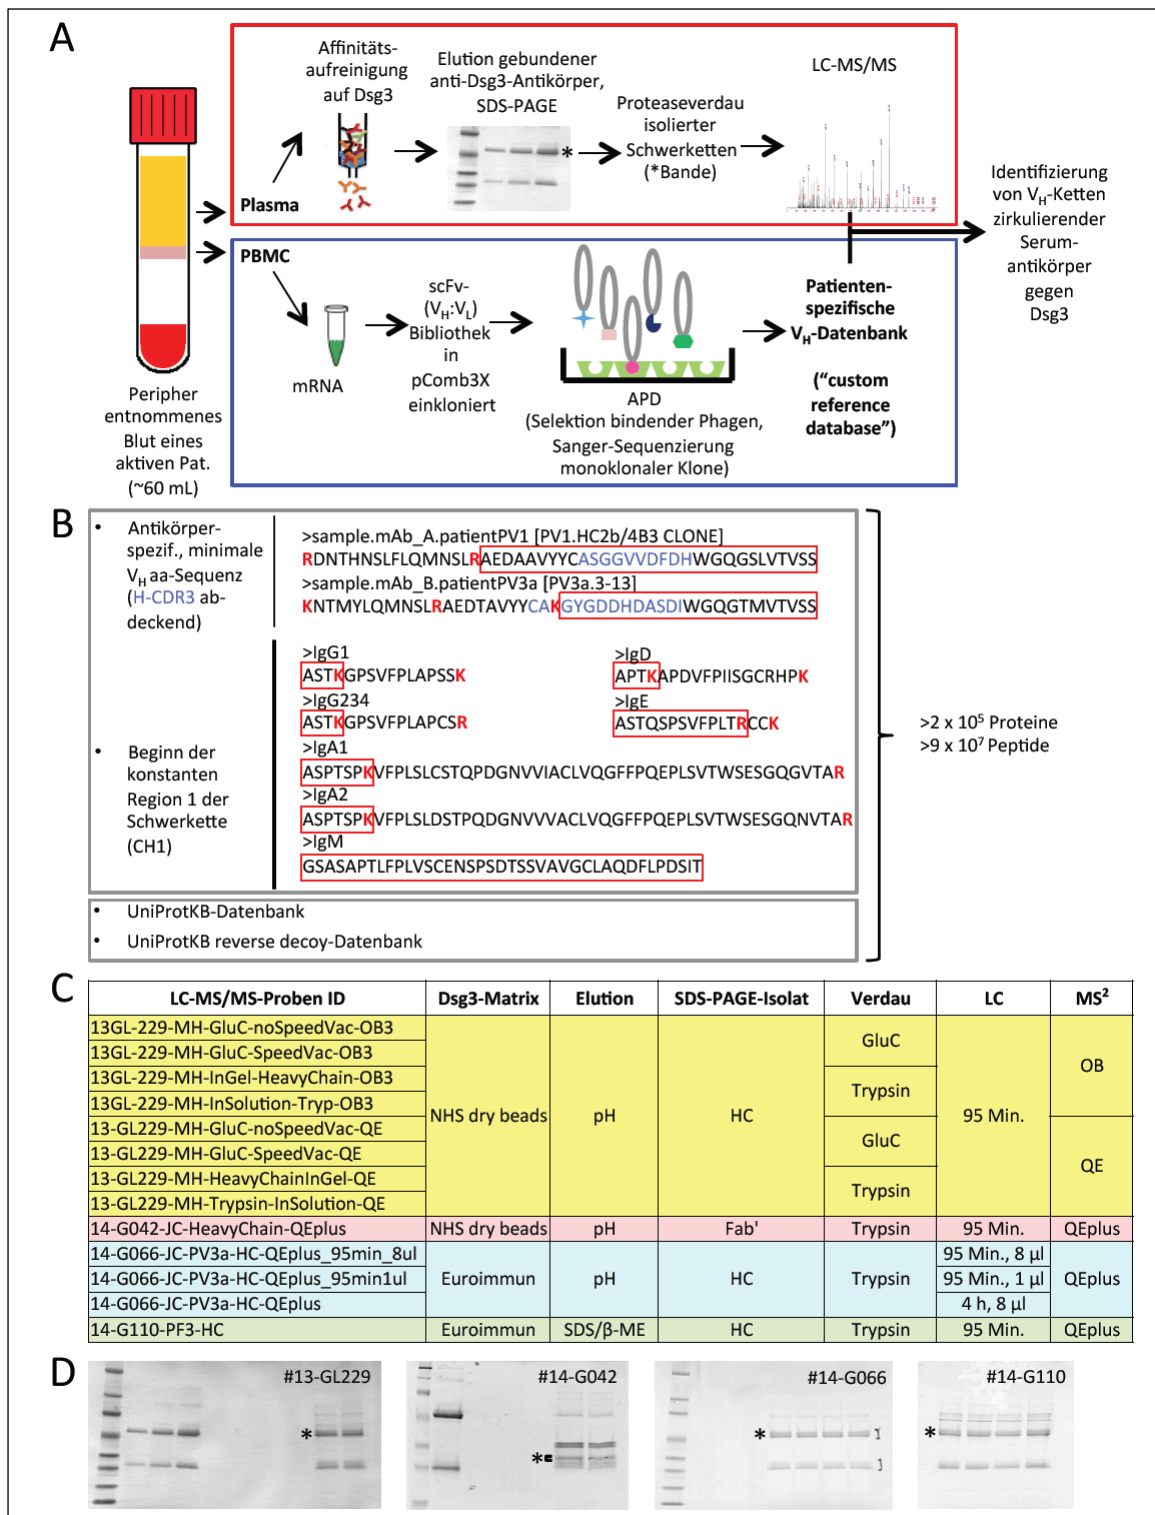 A
Affinitäts-
aufreinigung
auf Dsg3
Elution gebundener
anti-Dsg3-Antikörper,
SDS-PAGE
*
Proteaseverdau
isolierter
Schwerketten
(*Bande)
LC-MS/MS
Plasma
Identifizierung
von VH-Ketten
zirkulierender
Serum-
antikörper
gegen
Dsg3
PBMC
mRNA
scFv-
(VH:VL)
Bibliothek
in
pComb3X
einkloniert
APD
(Selektion bindender Phagen,
Sanger-Sequenzierung
monoklonaler Klone)
Patienten-
spezifische
VH-Datenbank
("custom
reference
database")
Peripher
entnommenes
Blut eines
aktiven Pat.
(~60 mL)
B
• Antikörper-
spezif., minimale
VH aa-Sequenz
(H-CDR3 ab-
deckend)
>sample.mAb_A.patientPV1 [PV1.HC2b/4B3 CLONE]
RDNTHNSLFLQMNSLRAEDAAVYYCASGGVVDFDHWGQGSLVTVSS
>sample.mAb_B.patientPV3a [PV3a.3-13]
KNTMYLQMNSLRAEDTAVYYCAKGYGDDHDASDIWGQGTMVTVSS
• Beginn der
konstanten
Region 1 der
Schwerkette
(CH1)
>IgG1
ASTKGPSVFPLAPSSK
>IgD
APTKAPDVFPIISGCRHPK
>IgG234
ASTKGPSVFPLAPCSR
>IgE
ASTQSPSVFPLTRCCK
>IgA1
ASPTSPKVFPLSLCSTQPDGNVVIACLVQGFFPQEPLSVTWSESGQGVTAR
>IgA2
ASPTSPKVFPLSLDSTPQDGNVVVACLVQGFFPQEPLSVTWSESGQNVTAR
>IgM
GSASAPTLFPLVSCENSPSDTSSVAVGCLAQDFLPDSIT
>2 x 10⁵ Proteine
>9 x 10⁷ Peptide
• UniProtKB-Datenbank
• UniProtKB reverse decoy-Datenbank
C
LC-MS/MS-Proben ID Dsg3-Matrix Elution SDS-PAGE-Isolat Verdau LC MS²
13GL-229-MH-GluC-noSpeedVac-OB3 NHS dry beads pH HC GluC 95 Min. OB
13GL-229-MH-GluC-SpeedVac-OB3
13GL-229-MH-InGel-HeavyChain-OB3 Trypsin
13GL-229-MH-InSolution-Tryp-OB3
13-GL229-MH-GluC-noSpeedVac-QE GluC QE
13-GL229-MH-GluC-SpeedVac-QE
13-GL229-MH-HeavyChainInGel-QE Trypsin
13-GL229-MH-Trypsin-InSolution-QE
14-G042-JC-HeavyChain-QEplus NHS dry beads pH Fab' Trypsin 95 Min. QEplus
14-G066-JC-PV3a-HC-QEplus_95min_8ul Euroimmun pH HC Trypsin 95 Min., 8 µl QEplus
14-G066-JC-PV3a-HC-QEplus_95min1ul 95 Min., 1 µl
14-G066-JC-PV3a-HC-QEplus 4 h, 8 µl
14-G110-PF3-HC Euroimmun SDS/β-ME HC Trypsin 95 Min. QEplus
D
#13-GL229
*
#14-G042
*
#14-G066
*
#14-G110
*